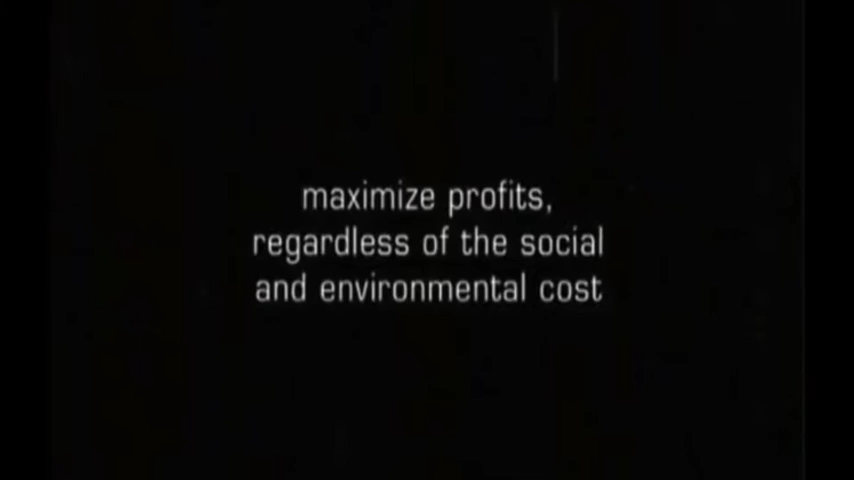 maximize profits,
regardless of the social
and environmental cost